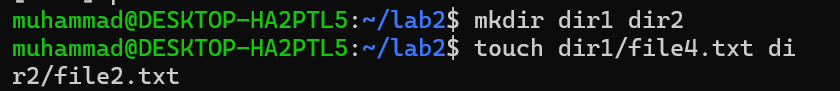 muhammad@DESKTOP-HA2PTL5:~/lab2$ mkdir dir1 dir2
muhammad@DESKTOP-HA2PTL5:~/lab2$ touch dir1/file4.txt di
r2/file2.txt